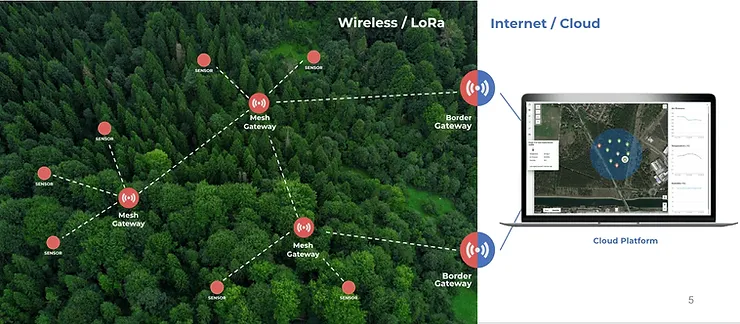 Wireless / LoRa
Internet / Cloud
SENSOR
SENSOR
Mesh
Gateway
Border
Gateway
SENSOR
SENSOR
Mesh
Gateway
SENSOR
Mesh
Gateway
Border
Gateway
SENSOR
SENSOR
Cloud Platform
5